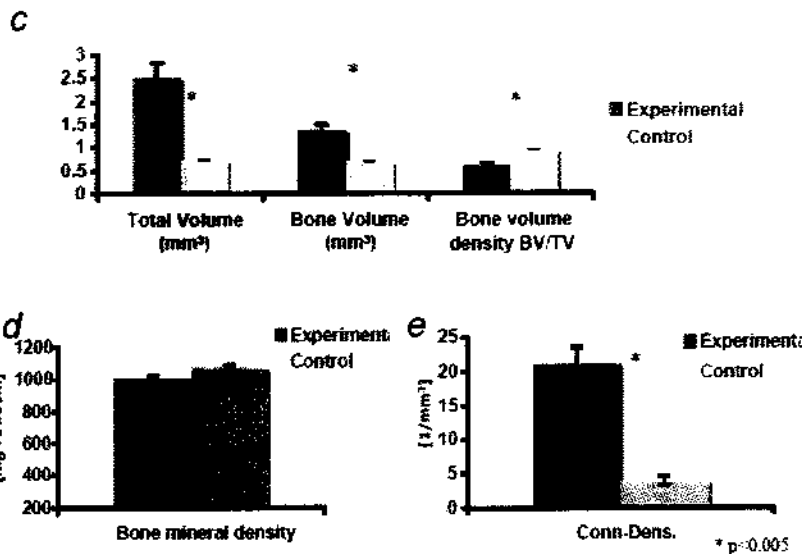 c
3
2.5
2
1.5
1
0.5
0
*
*
*
Experimental
Control
Total Volume
(mm³)
Bone Volume
(mm³)
Bone volume
density BV/TV
d
1200
1000
800
600
400
200
Experimenta
Control
Bone mineral density
e
25
20
15
10
5
0
[1/mm³]
*
Experimenta
Control
Conn-Dens.
* p<0.005